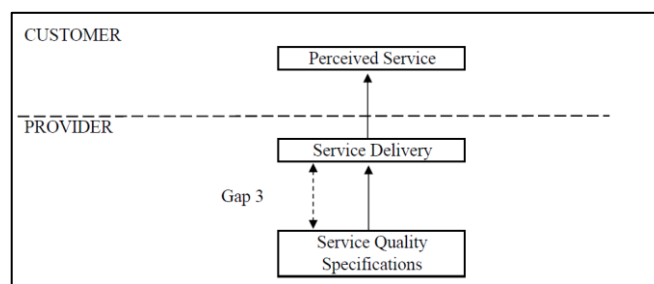 CUSTOMER
Perceived Service
PROVIDER
Service Delivery
Gap 3
Service Quality
Specifications